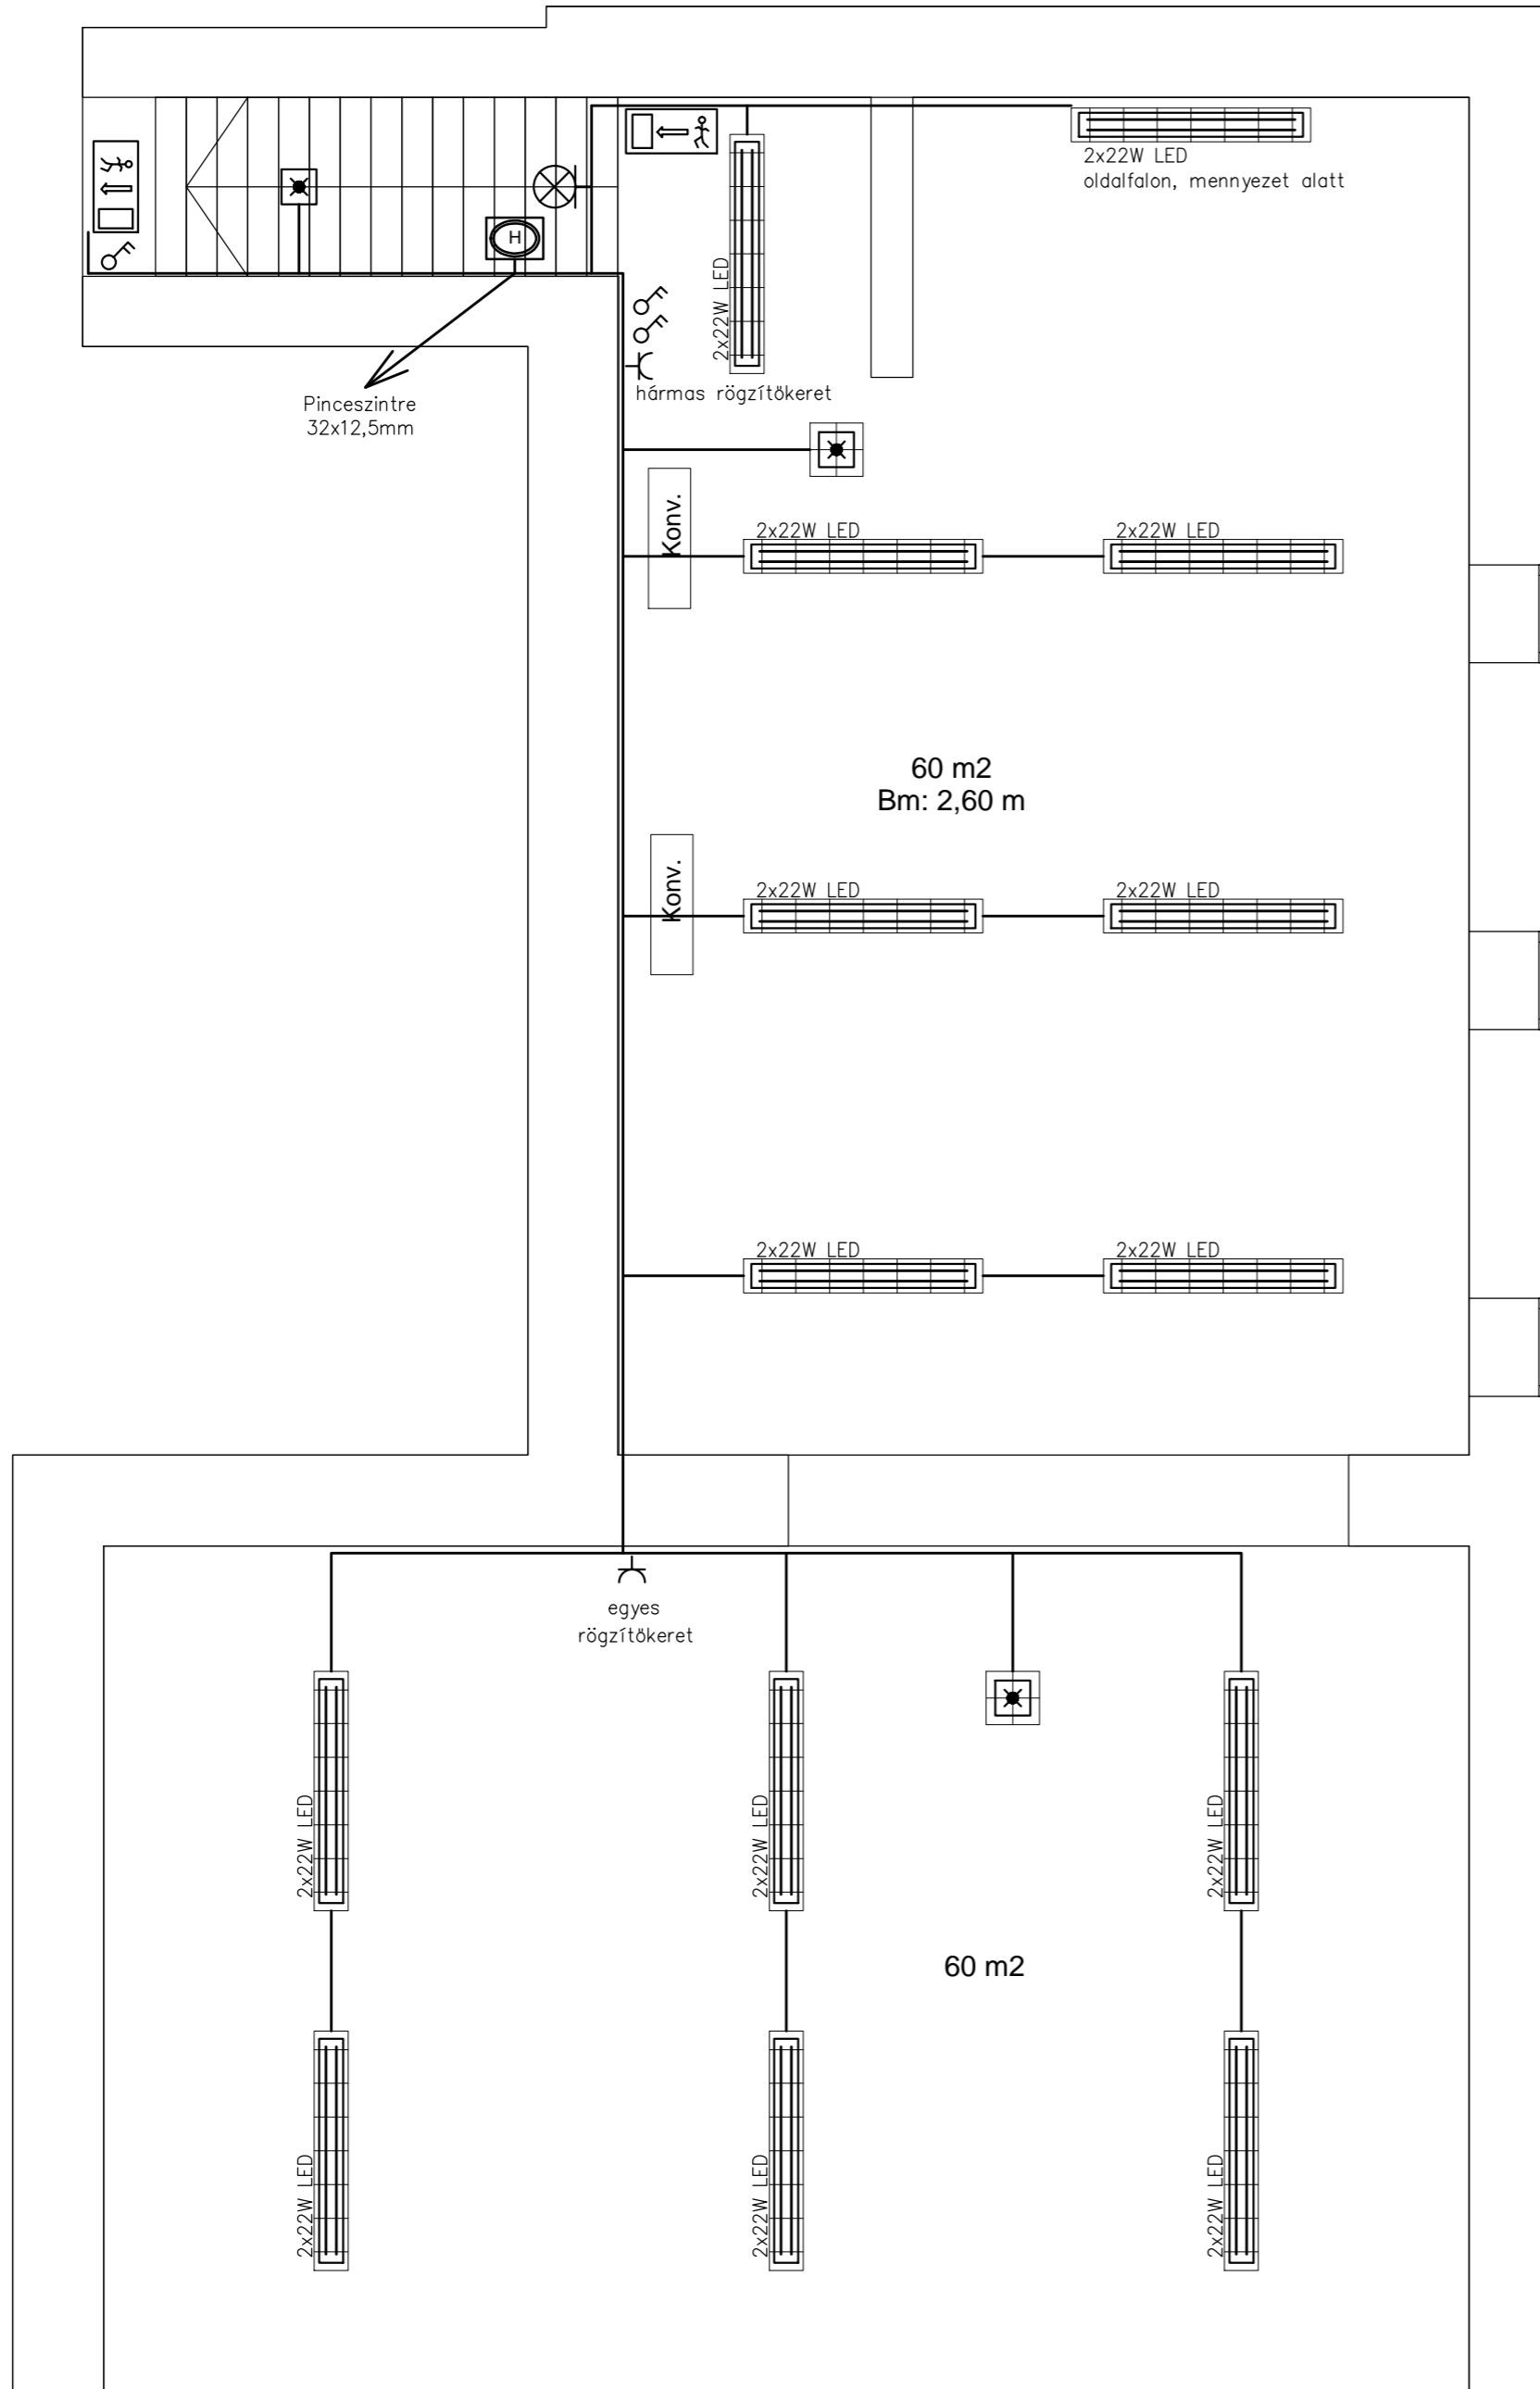 2x22W LED
oldalfalon, mennyezet alatt
H
2x22W LED
hármas rögzítőkeret
Pinceszintre
32x12,5mm
Konv.
2x22W LED
2x22W LED
60 m2
Bm: 2,60 m
Konv.
2x22W LED
2x22W LED
2x22W LED
2x22W LED
egyes
rögzítőkeret
2x22W LED
2x22W LED
2x22W LED
60 m2
2x22W LED
2x22W LED
2x22W LED